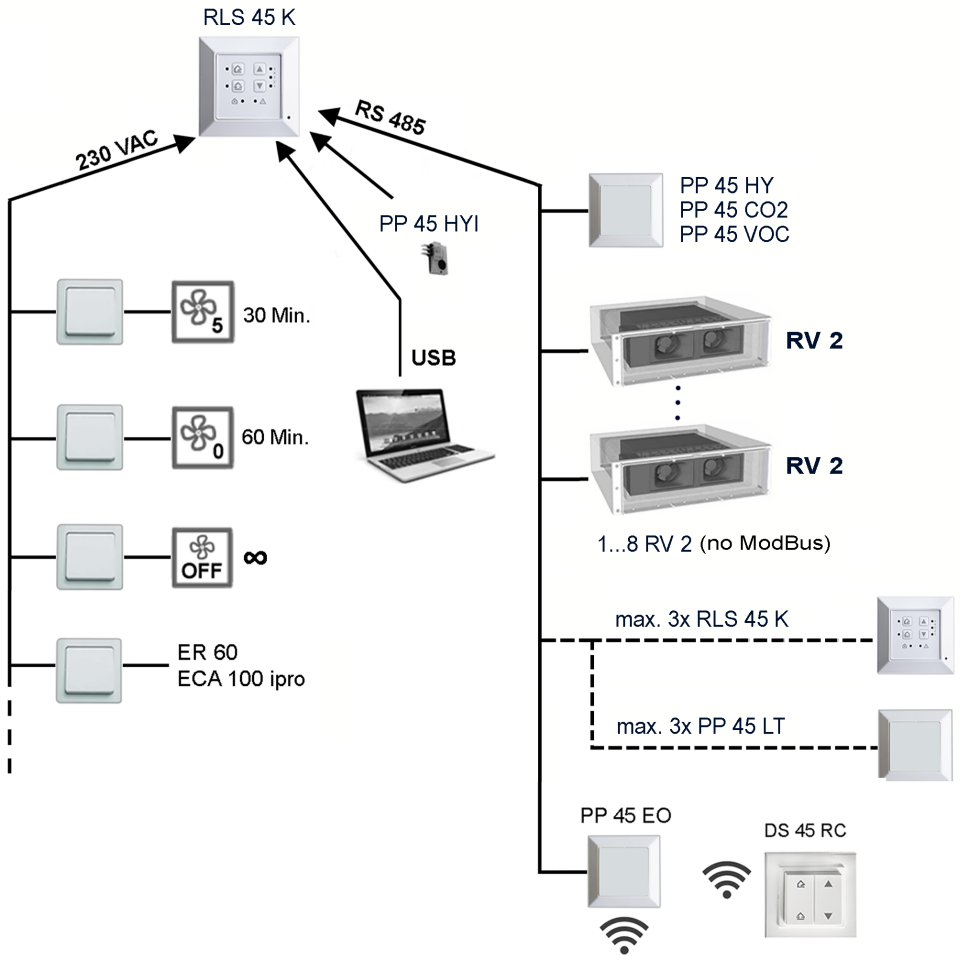 RLS 45 K
230 VAC
RS 485
PP 45 HY
PP 45 CO2
PP 45 VOC
PP 45 HYI
5
30 Min.
RV 2
USB
0
60 Min.
RV 2
1...8 RV 2 (no ModBus)
OFF
∞
max. 3x RLS 45 K
ER 60
ECA 100 ipro
max. 3x PP 45 LT
PP 45 EO
DS 45 RC